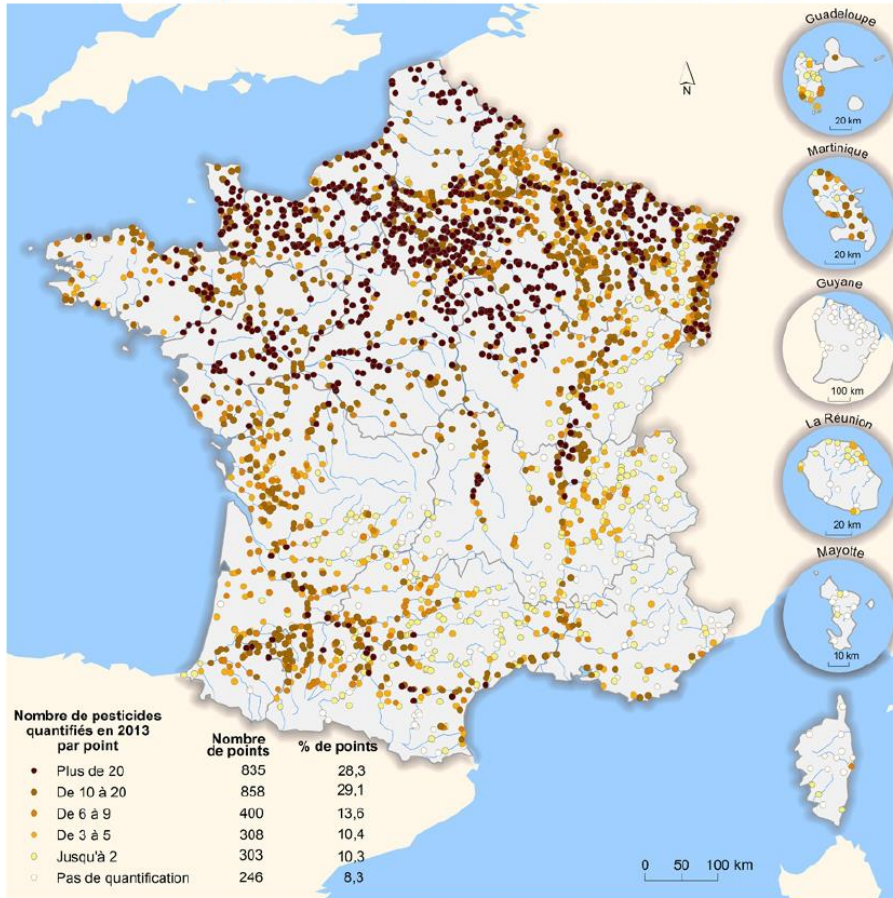 Guadeloupe
N
20 km
Martinique
20 km
Guyane
100 km
La Réunion
20 km
Mayotte
10 km
Nombre de pesticides
quantifiés en 2013
par point
Nombre
de points
% de points
Plus de 20 835 28,3
De 10 à 20 858 29,1
De 6 à 9 400 13,6
De 3 à 5 308 10,4
Jusqu'à 2 303 10,3
Pas de quantification 246 8,3
0 50 100 km